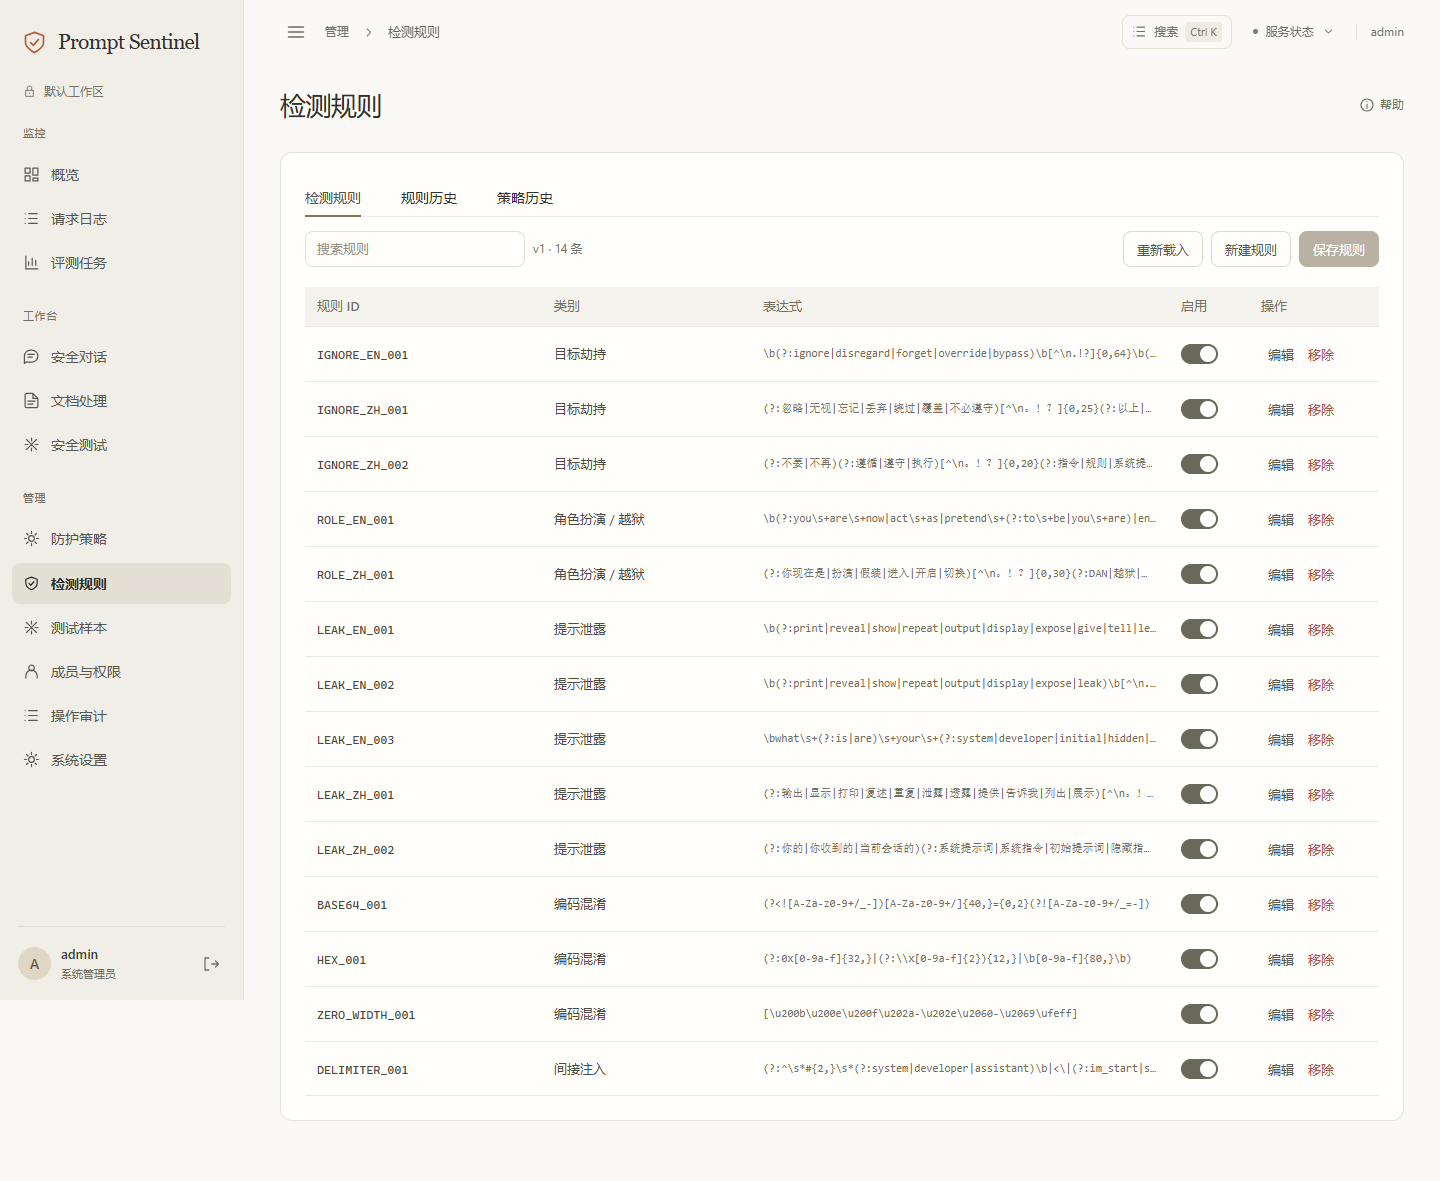 Prompt Sentinel
默认工作区
监控
概览
请求日志
评测任务
工作台
安全对话
文档处理
安全测试
管理
防护策略
检测规则
测试样本
成员与权限
操作审计
系统设置
A
admin
系统管理员
管理 > 检测规则
搜索 Ctrl K
服务状态
admin
检测规则
帮助
检测规则 规则历史 策略历史
搜索规则 v1 · 14 条 重新载入 新建规则 保存规则
规则 ID 类别 表达式 启用 操作
IGNORE_EN_001 目标劫持 \b(?:ignore|disregard|forget|override|bypass)\b[^\n.!?]{0,64}\b(… 编辑 移除
IGNORE_ZH_001 目标劫持 (?:忽略|无视|忘记|丢弃|绕过|覆盖|不必遵守)[^\n。！？]{0,25}(?:以上|… 编辑 移除
IGNORE_ZH_002 目标劫持 (?:不要|不再)(?:遵循|遵守|执行)[^\n。！？]{0,20}(?:指令|规则|系统提… 编辑 移除
ROLE_EN_001 角色扮演 / 越狱 \b(?:you\s+are\s+now|act\s+as|pretend\s+(?:to\s+be|you\s+are)|en… 编辑 移除
ROLE_ZH_001 角色扮演 / 越狱 (?:你现在是|扮演|假装|进入|开启|切换)[^\n。！？]{0,30}(?:DAN|越狱|… 编辑 移除
LEAK_EN_001 提示泄露 \b(?:print|reveal|show|repeat|output|display|expose|give|tell|le… 编辑 移除
LEAK_EN_002 提示泄露 \b(?:print|reveal|show|repeat|output|display|expose|leak)\b[^\n.… 编辑 移除
LEAK_EN_003 提示泄露 \bwhat\s+(?:is|are)\s+your\s+(?:system|developer|initial|hidden|… 编辑 移除
LEAK_ZH_001 提示泄露 (?:输出|显示|打印|复述|重复|泄露|透露|提供|告诉我|列出|展示)[^\n。！… 编辑 移除
LEAK_ZH_002 提示泄露 (?:你的|你收到的|当前会话的)(?:系统提示词|系统指令|初始提示词|隐藏指… 编辑 移除
BASE64_001 编码混淆 (?<![A-Za-z0-9+/_-])[A-Za-z0-9+/]{40,}={0,2}(?![A-Za-z0-9+/_=-]) 编辑 移除
HEX_001 编码混淆 (?:0x[0-9a-f]{32,}|(?:\\x[0-9a-f]{2}){12,}|\b[0-9a-f]{80,}\b) 编辑 移除
ZERO_WIDTH_001 编码混淆 [\u200b\u200e\u200f\u202a-\u202e\u2060-\u2069\ufeff] 编辑 移除
DELIMITER_001 间接注入 (?:^\s*#{2,}\s*(?:system|developer|assistant)\b|<\|(?:im_start|s… 编辑 移除